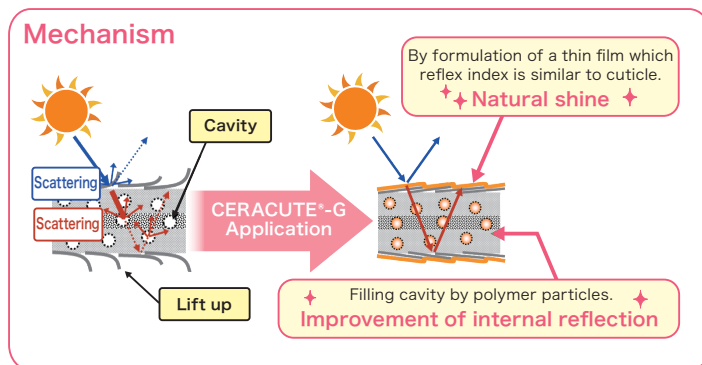 Mechanism
By formulation of a thin film which
reflex index is similar to cuticle.
Natural shine
Cavity
Scattering
Scattering
CERACUTE®-G
Application
Lift up
Filling cavity by polymer particles.
Improvement of internal reflection